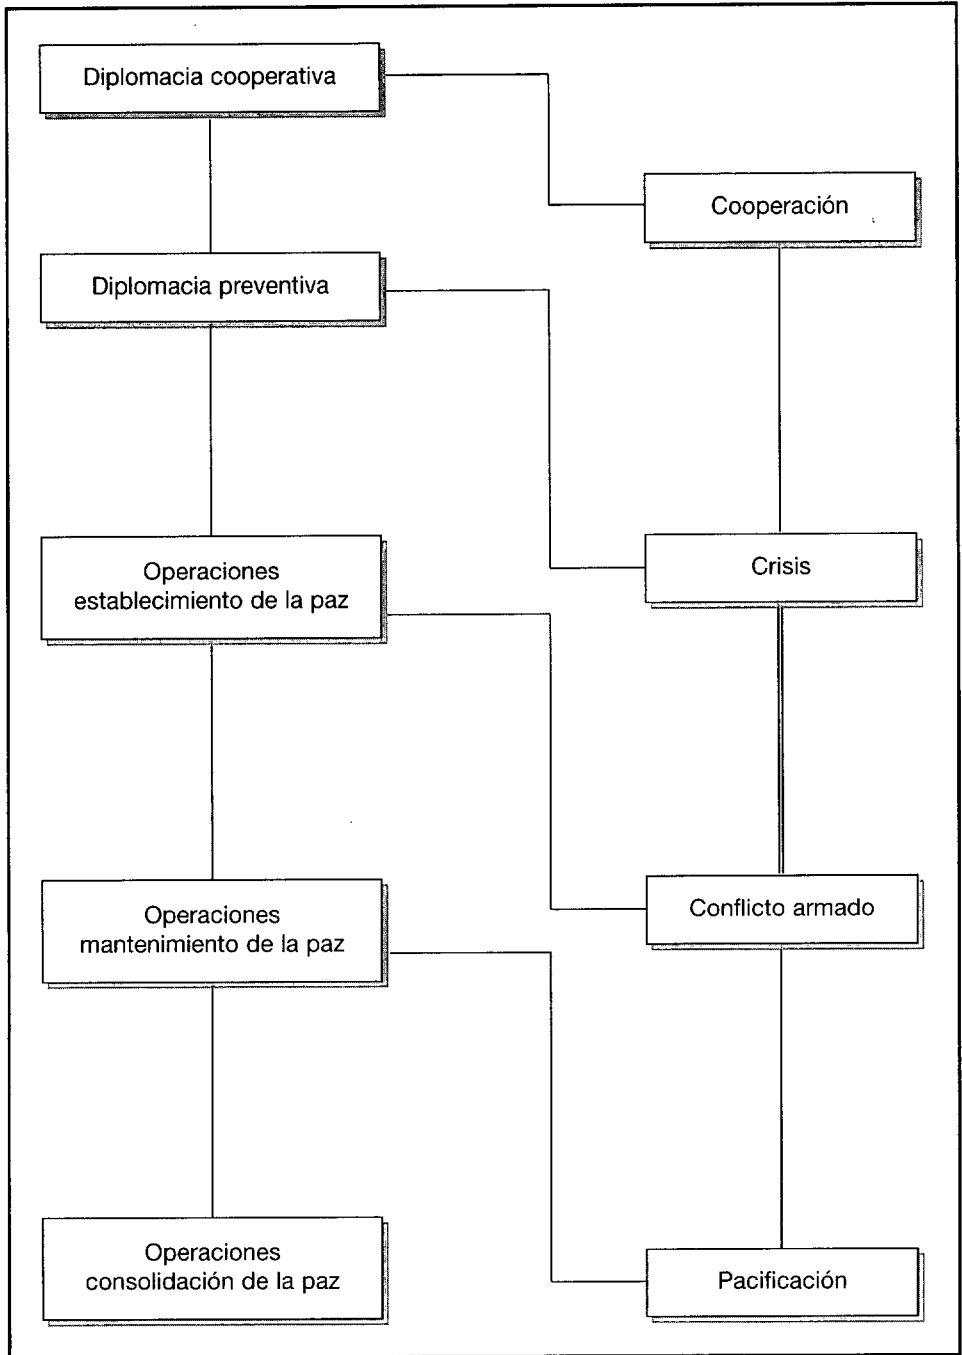 Diplomacia cooperativa
Cooperación
Diplomacia preventiva
Operaciones
establecimiento de la paz
Crisis
Operaciones
mantenimiento de la paz
Conflicto armado
Operaciones
consolidación de la paz
Pacificación